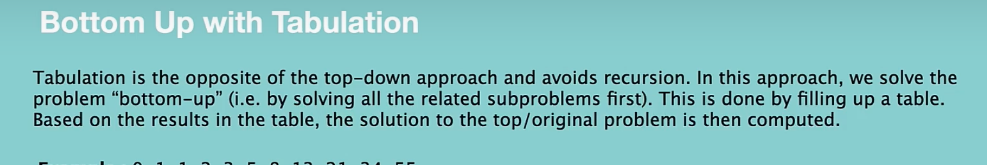 Bottom Up with Tabulation
Tabulation is the opposite of the top-down approach and avoids recursion. In this approach, we solve the
problem “bottom-up” (i.e. by solving all the related subproblems first). This is done by filling up a table.
Based on the results in the table, the solution to the top/original problem is then computed.